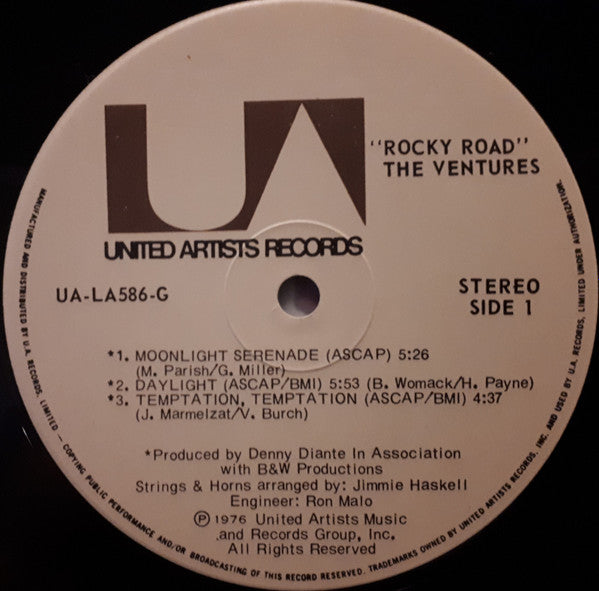 UA
"ROCKY ROAD"
THE VENTURES
UNITED ARTISTS RECORDS
UA-LA586-G
STEREO
SIDE 1
*1. MOONLIGHT SERENADE (ASCAP) 5:26
(M. Parish/G. Miller)
*2. DAYLIGHT (ASCAP/BMI) 5:53 (B. Womack/H. Payne)
*3. TEMPTATION, TEMPTATION (ASCAP/BMI) 4:37
(J. Marmelzat/V. Burch)
*Produced by Denny Diante In Association
with B&W Productions
Strings & Horns arranged by: Jimmie Haskell
Engineer: Ron Malo
Ⓟ 1976 United Artists Music
and Records Group, Inc.
All Rights Reserved
MANUFACTURED AND DISTRIBUTED BY U.A. RECORDS, LIMITED — COPYING PUBLIC PERFORMANCE AND/OR BROADCASTING OF THIS RECORD RESERVED. TRADEMARKS OWNED BY UNITED ARTISTS RECORDS, INC. AND USED BY U.A. RECORDS, LIMITED UNDER AUTHORIZATION.